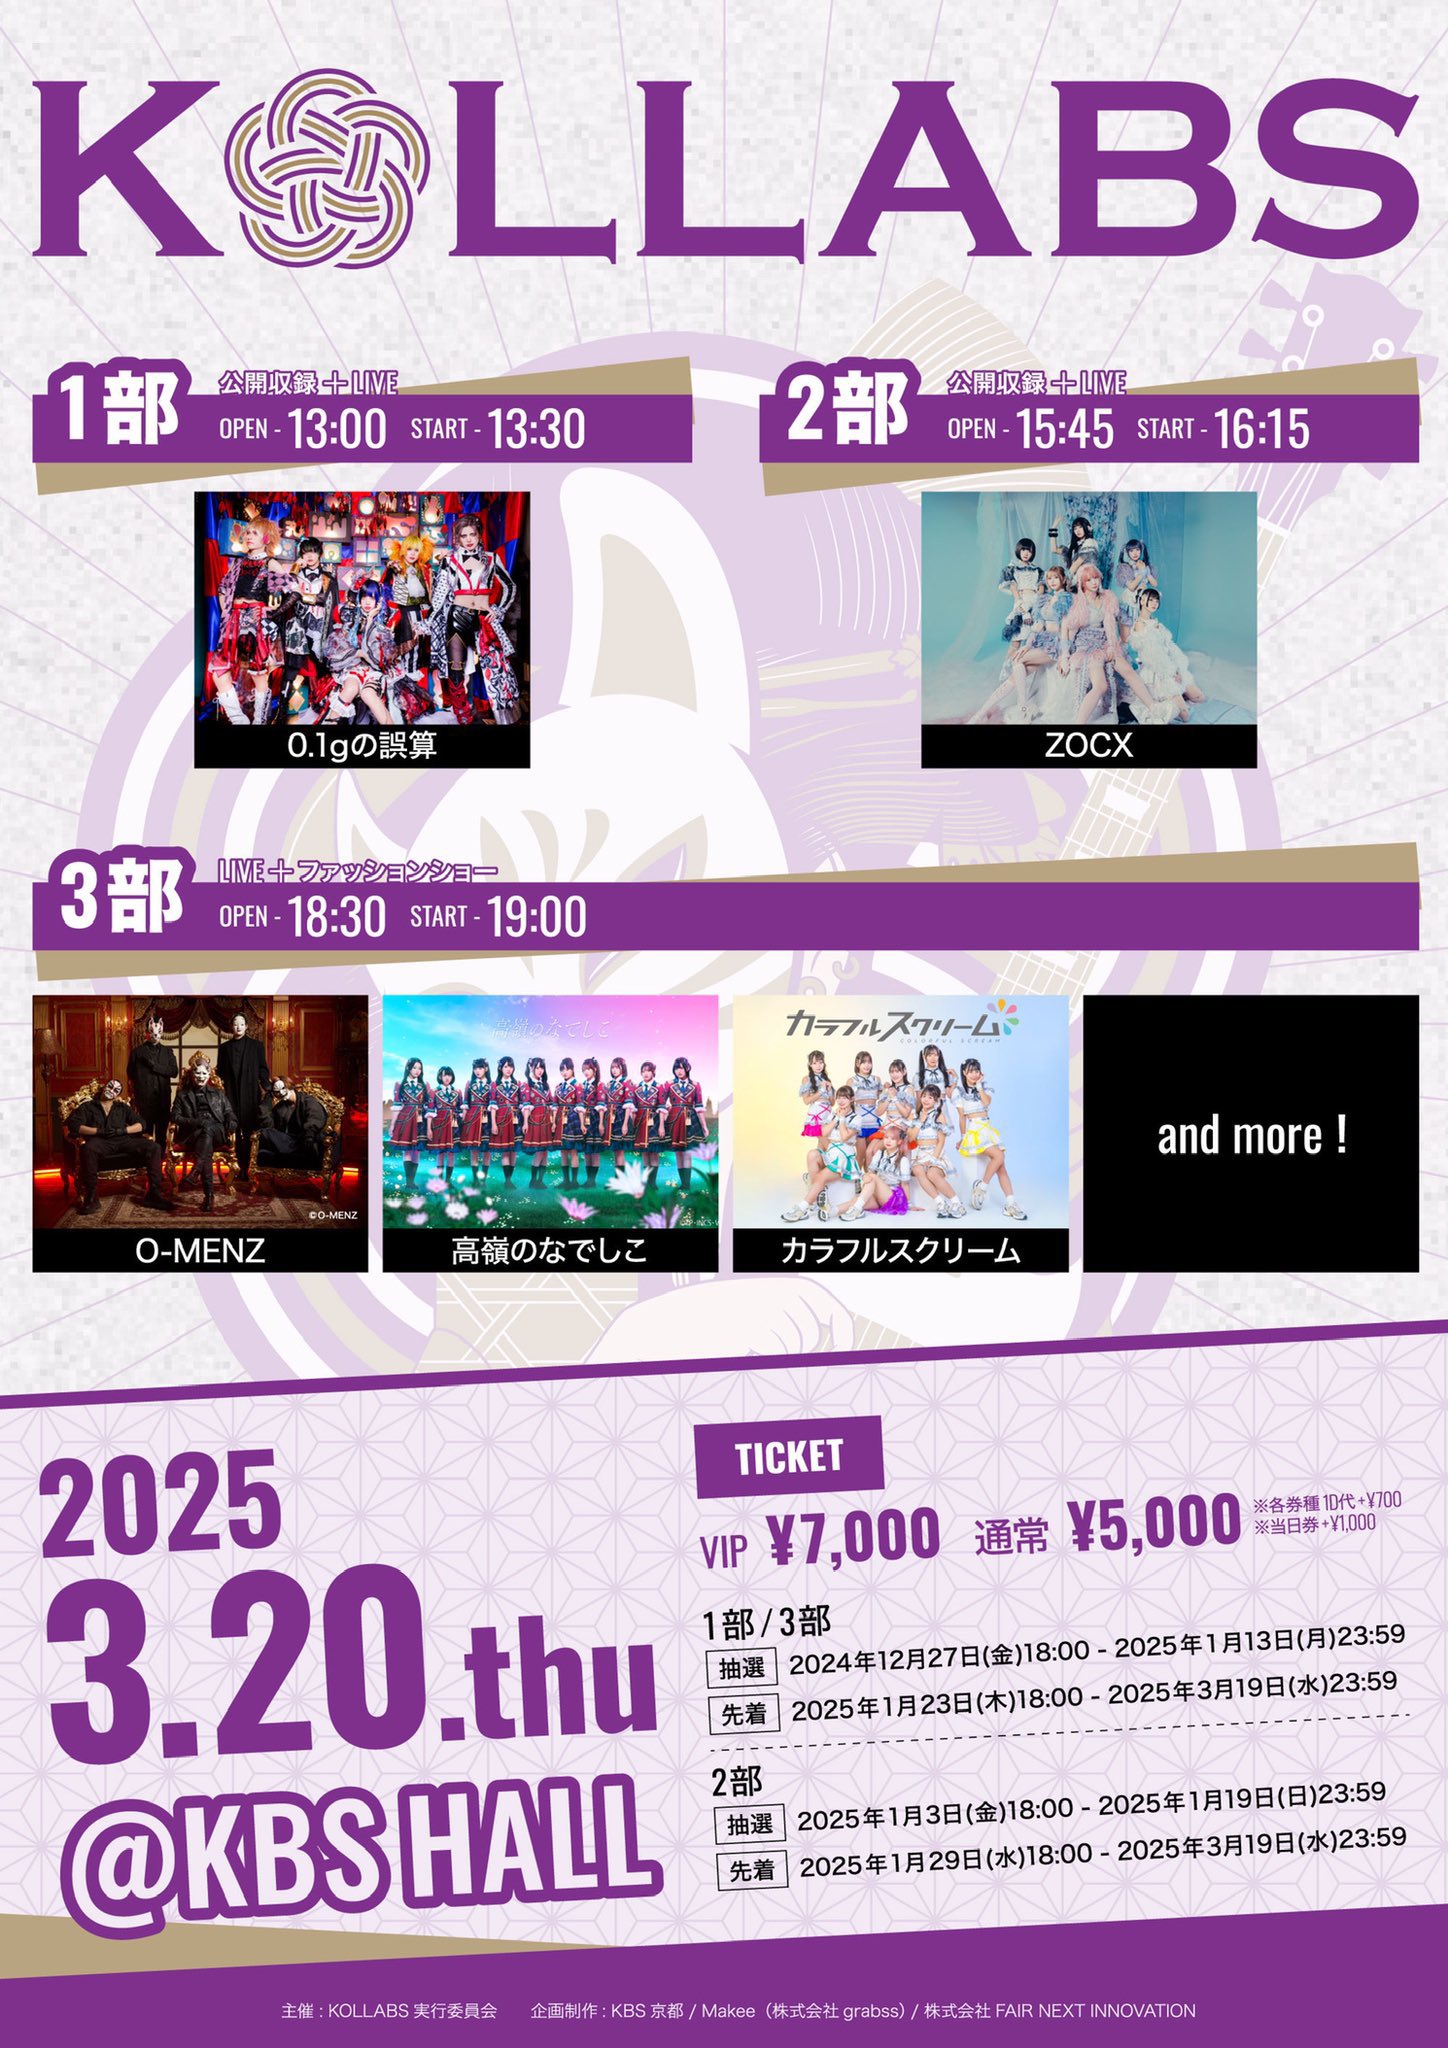 KOLLABS
1部
公開収録+LIVE
OPEN - 13:00 START - 13:30
0.1gの誤算
2部
公開収録+LIVE
OPEN - 15:45 START - 16:15
ZOCX
3部
LIVE+ファッションショー
OPEN - 18:30 START - 19:00
©O-MENZ
O-MENZ
高嶺のなでしこ
高嶺のなでしこ
カラフルスクリーム
COLORFUL SCREAM
カラフルスクリーム
and more !
2025
3.20.thu
@KBS HALL
TICKET
VIP ¥7,000 通常 ¥5,000
※各券種 1D代+¥700
※当日券+¥1,000
1部 / 3部
抽選 2024年12月27日(金)18:00 - 2025年1月13日(月)23:59
先着 2025年1月23日(木)18:00 - 2025年3月19日(水)23:59
2部
抽選 2025年1月3日(金)18:00 - 2025年1月19日(日)23:59
先着 2025年1月29日(水)18:00 - 2025年3月19日(水)23:59
主催 : KOLLABS 実行委員会 企画制作 : KBS 京都 / Makee（株式会社 grabss）/ 株式会社 FAIR NEXT INNOVATION